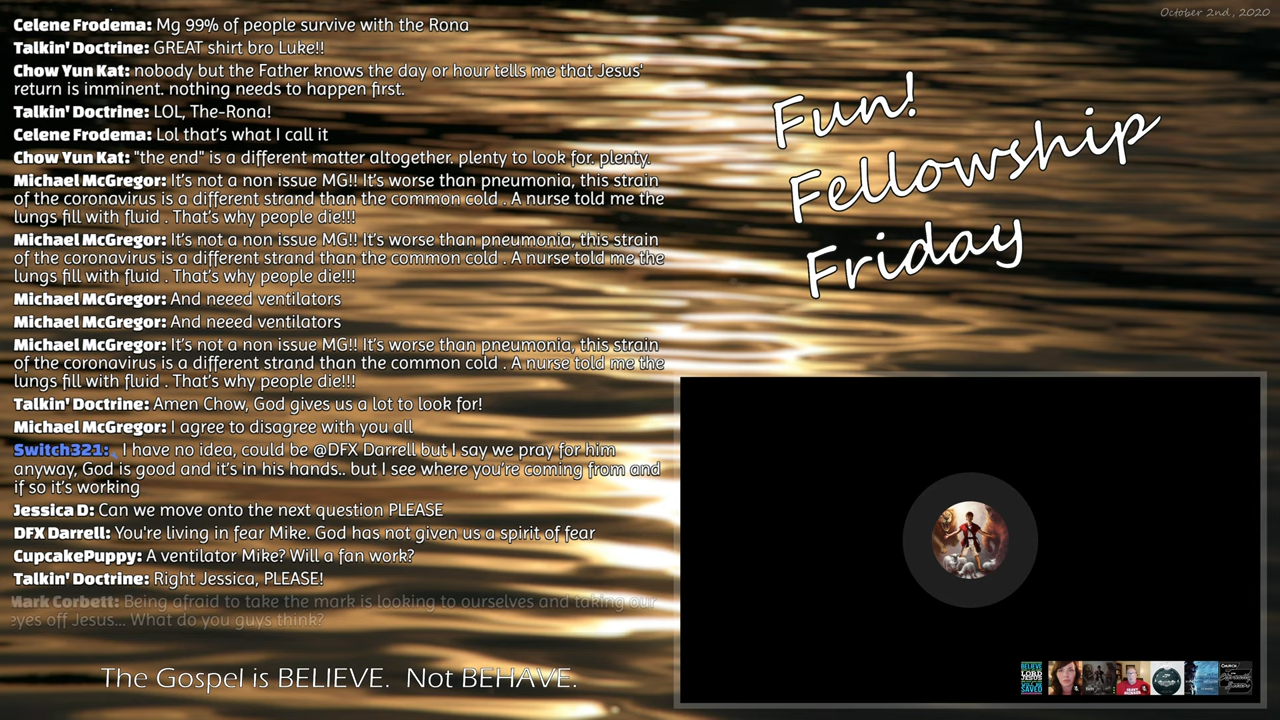 October 2nd, 2020
Celene Frodema: Mg 99% of people survive with the Rona
Talkin' Doctrine: GREAT shirt bro Luke!!
Chow Yun Kat: nobody but the Father knows the day or hour tells me that Jesus'
return is imminent. nothing needs to happen first.
Talkin' Doctrine: LOL, The-Rona!
Celene Frodema: Lol that's what I call it
Chow Yun Kat: "the end" is a different matter altogether. plenty to look for. plenty.
Michael McGregor: It's not a non issue MG!! It's worse than pneumonia, this strain
of the coronavirus is a different strand than the common cold . A nurse told me the
lungs fill with fluid . That's why people die!!!
Michael McGregor: It's not a non issue MG!! It's worse than pneumonia, this strain
of the coronavirus is a different strand than the common cold . A nurse told me the
lungs fill with fluid . That's why people die!!!
Michael McGregor: And neeed ventilators
Michael McGregor: And neeed ventilators
Michael McGregor: It's not a non issue MG!! It's worse than pneumonia, this strain
of the coronavirus is a different strand than the common cold . A nurse told me the
lungs fill with fluid . That's why people die!!!
Talkin' Doctrine: Amen Chow, God gives us a lot to look for!
Michael McGregor: I agree to disagree with you all
Switch321: I have no idea, could be @DFX Darrell but I say we pray for him
anyway, God is good and it's in his hands.. but I see where you're coming from and
if so it's working
Jessica D: Can we move onto the next question PLEASE
DFX Darrell: You're living in fear Mike. God has not given us a spirit of fear
CupcakePuppy: A ventilator Mike? Will a fan work?
Talkin' Doctrine: Right Jessica, PLEASE!
Mark Corbett: Being afraid to take the mark is looking to ourselves and taking our
eyes off Jesus... What do you guys think?
The Gospel is BELIEVE. Not BEHAVE.
Fun!
Fellowship
Friday
BELIEVE
LORD
JESUS
SAVED
CHURCH